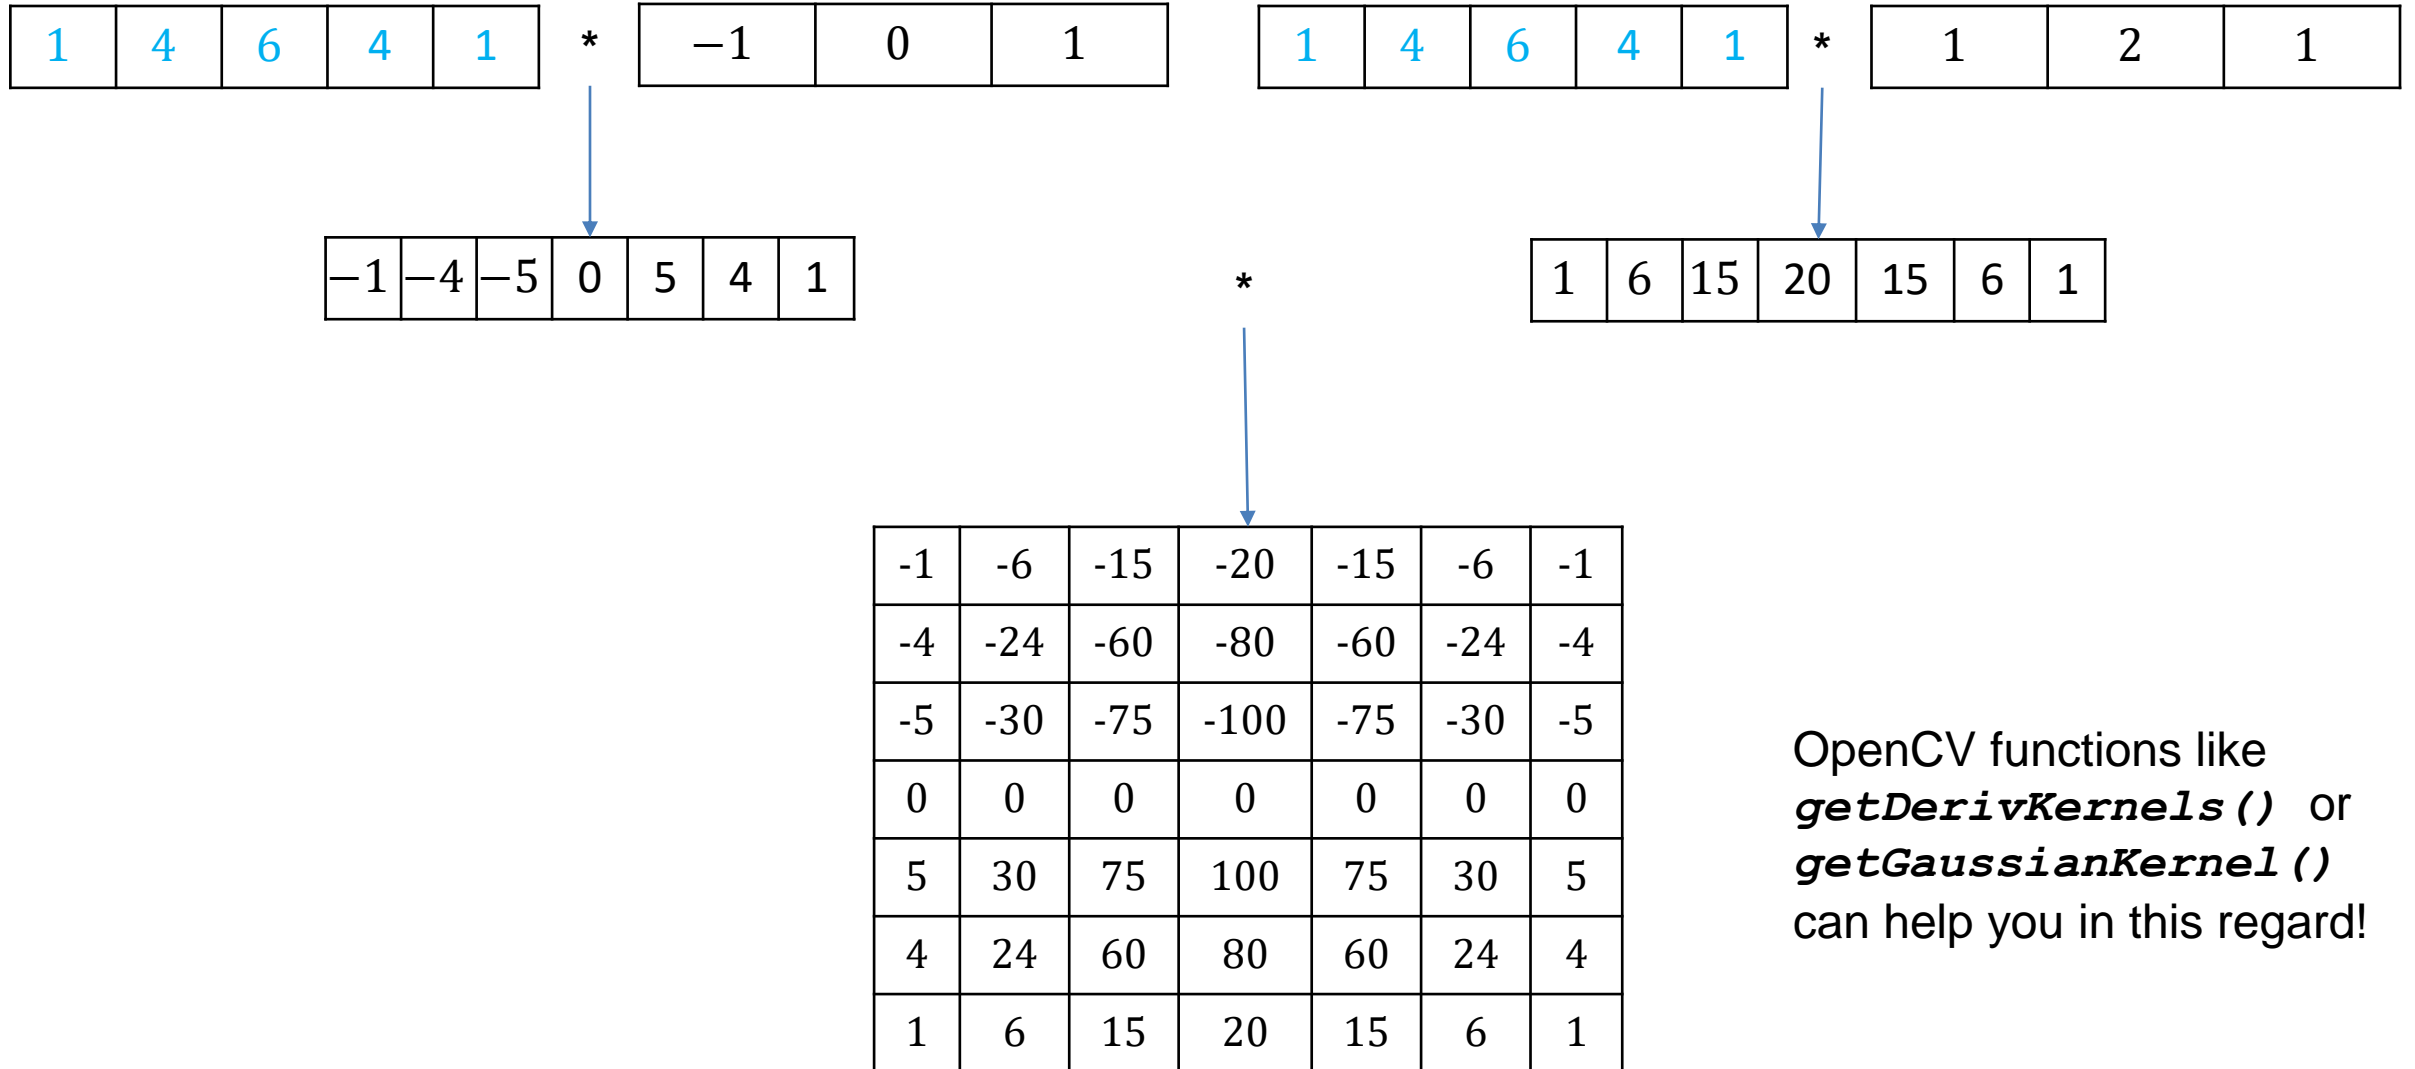 1 4 6 4 1 * −1 0 1 1 4 6 4 1 * 1 2 1
−1 −4 −5 0 5 4 1 * 1 6 15 20 15 6 1
-1 -6 -15 -20 -15 -6 -1
-4 -24 -60 -80 -60 -24 -4
-5 -30 -75 -100 -75 -30 -5
0 0 0 0 0 0 0
5 30 75 100 75 30 5
4 24 60 80 60 24 4
1 6 15 20 15 6 1
OpenCV functions like
getDerivKernels() or
getGaussianKernel()
can help you in this regard!